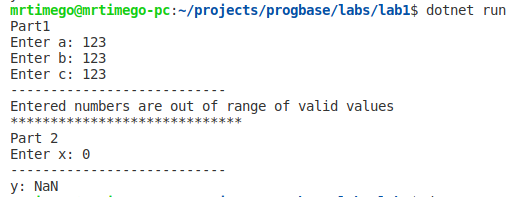 mrtimego@mrtimego-pc:~/projects/progbase/labs/lab1$ dotnet run
Part1
Enter a: 123
Enter b: 123
Enter c: 123
---------------------------
Entered numbers are out of range of valid values
*****************************
Part 2
Enter x: 0
---------------------------
y: NaN